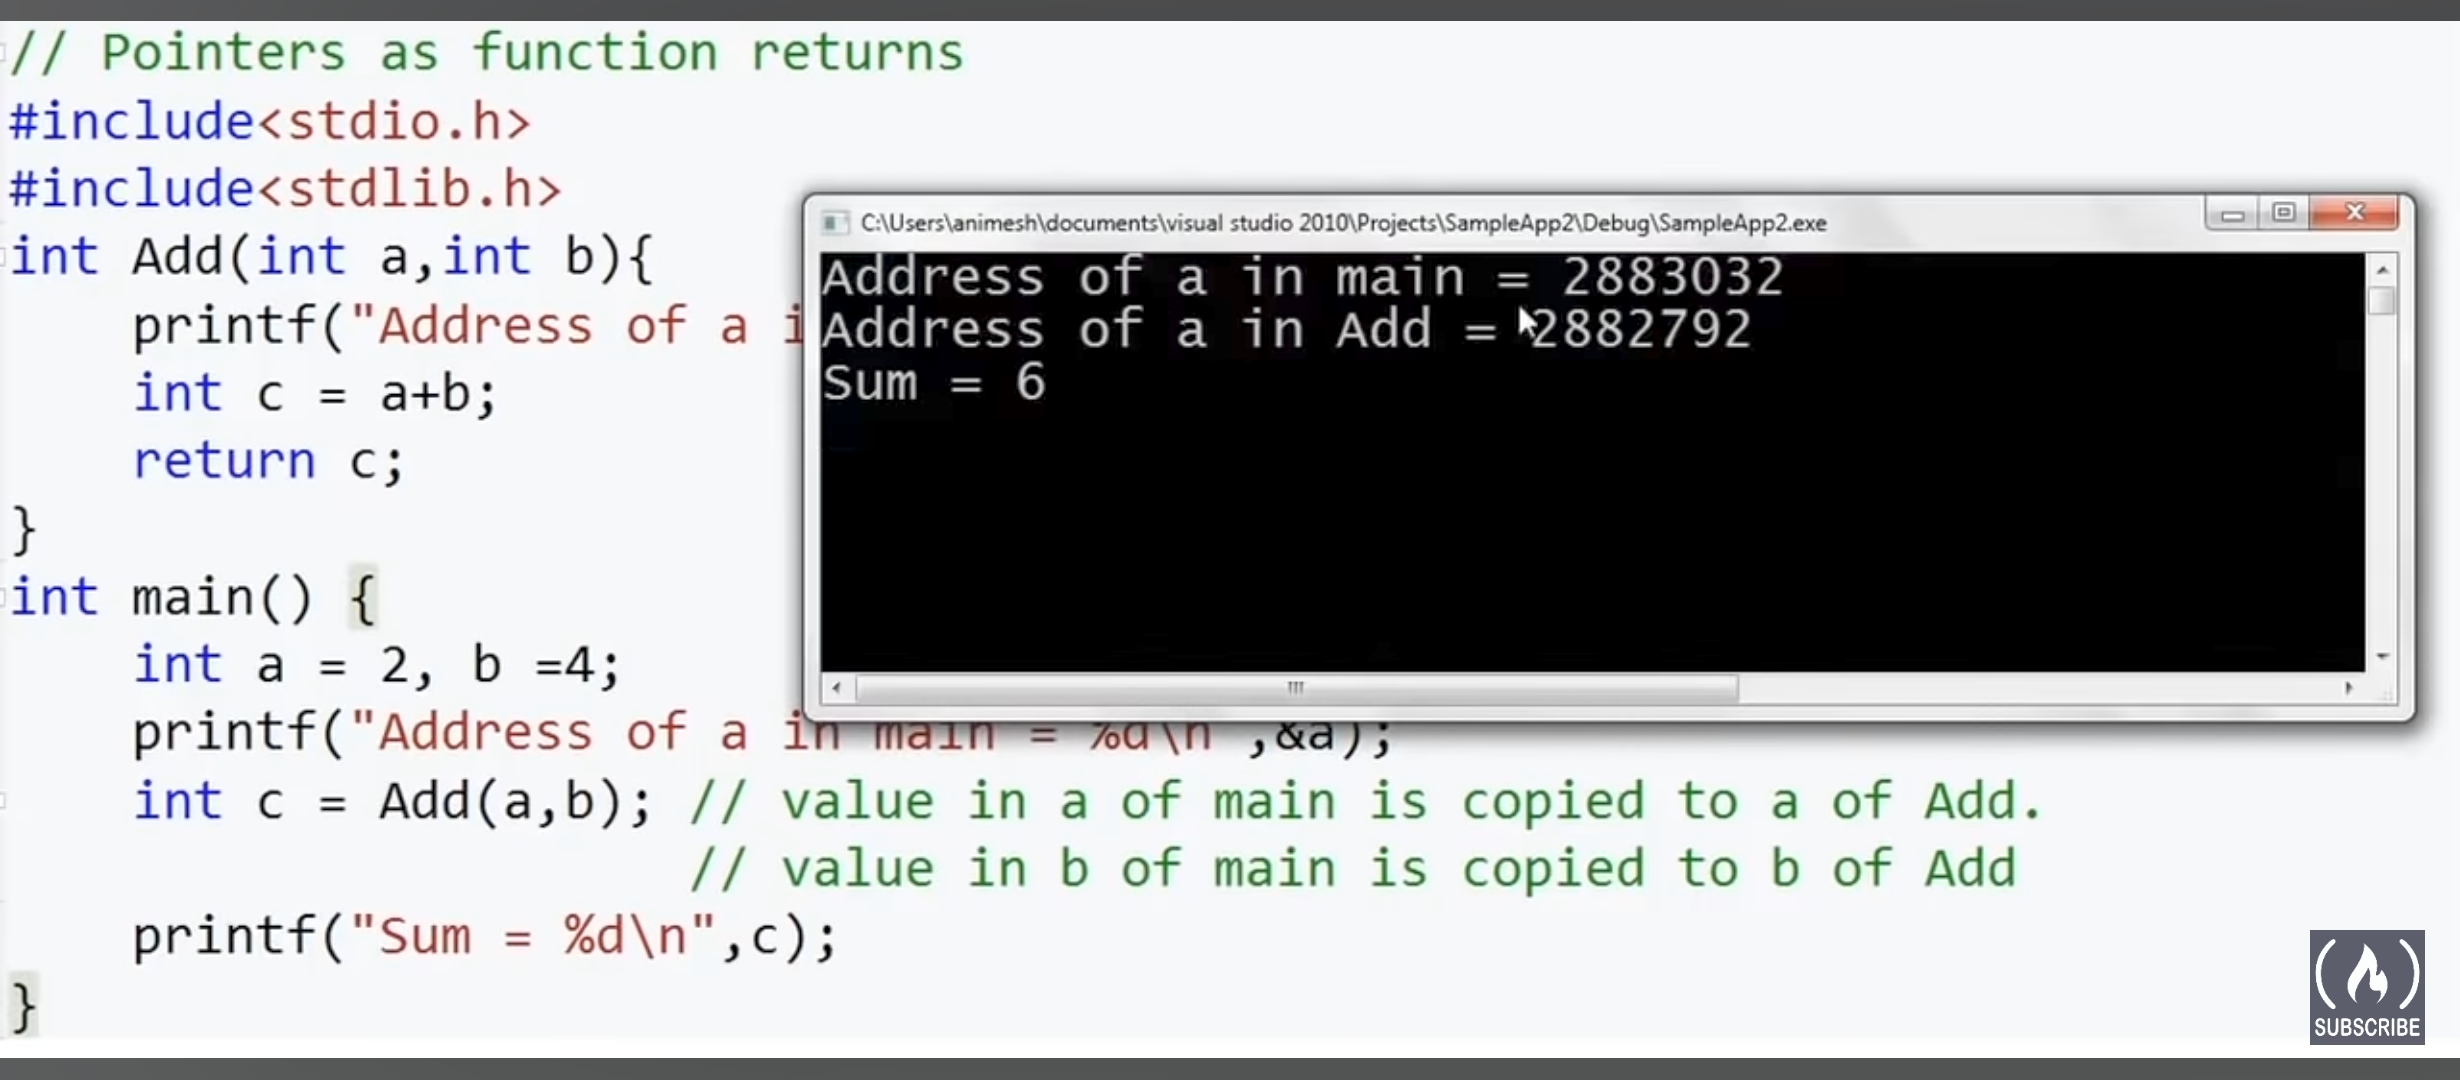 // Pointers as function returns
#include<stdio.h>
#include<stdlib.h>
int Add(int a,int b){
printf("Address of a i
int c = a+b;
return c;
}
int main() {
int a = 2, b =4;
printf("Address of a in main = %d\n ,&a);
int c = Add(a,b); // value in a of main is copied to a of Add.
// value in b of main is copied to b of Add
printf("Sum = %d\n",c);
}
C:\Users\animesh\documents\visual studio 2010\Projects\SampleApp2\Debug\SampleApp2.exe
Address of a in main = 2883032
Address of a in Add = 2882792
Sum = 6
SUBSCRIBE